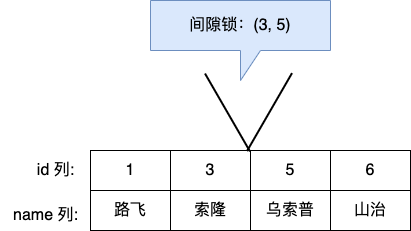 间隙锁：(3, 5)
id 列: 1 3 5 6
name 列: 路飞 索隆 乌索普 山治